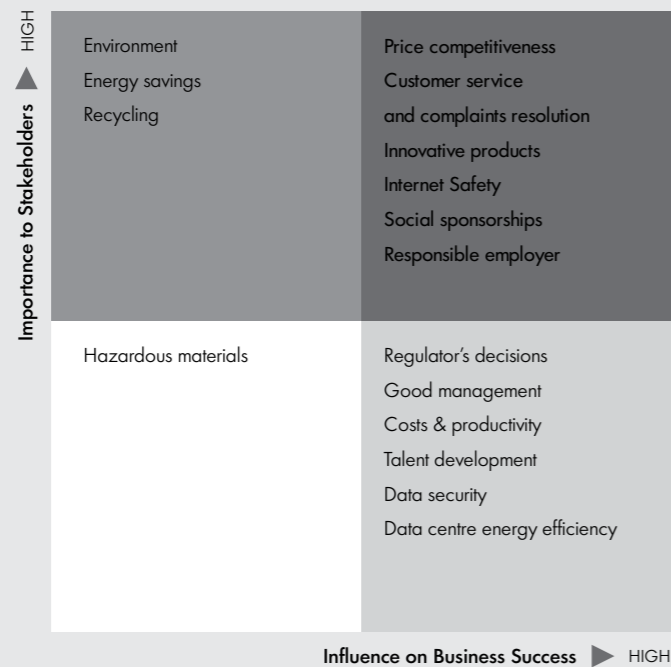 HIGH
Importance to Stakeholders
Environment
Energy savings
Recycling
Price competitiveness
Customer service
and complaints resolution
Innovative products
Internet Safety
Social sponsorships
Responsible employer
Hazardous materials
Regulator's decisions
Good management
Costs & productivity
Talent development
Data security
Data centre energy efficiency
Influence on Business Success
HIGH